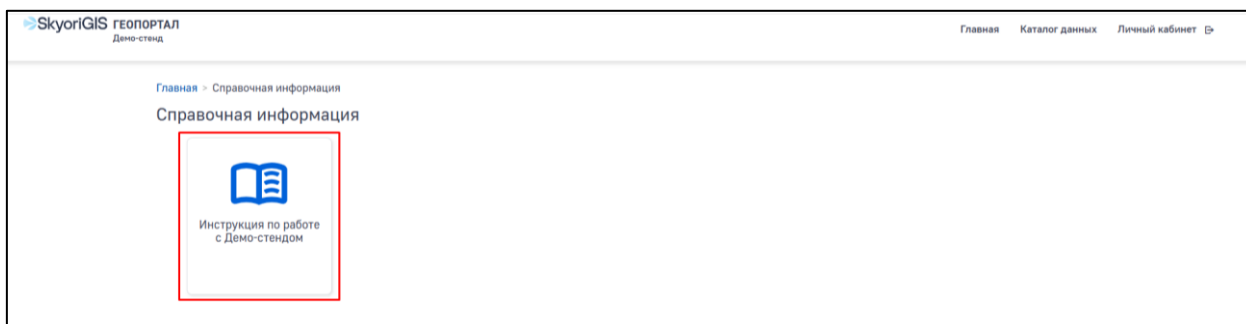 SkyoriGIS ГЕОПОРТАЛ
Демо-стенд
Главная Каталог данных Личный кабинет
Главная > Справочная информация
Справочная информация
Инструкция по работе
с Демо-стендом